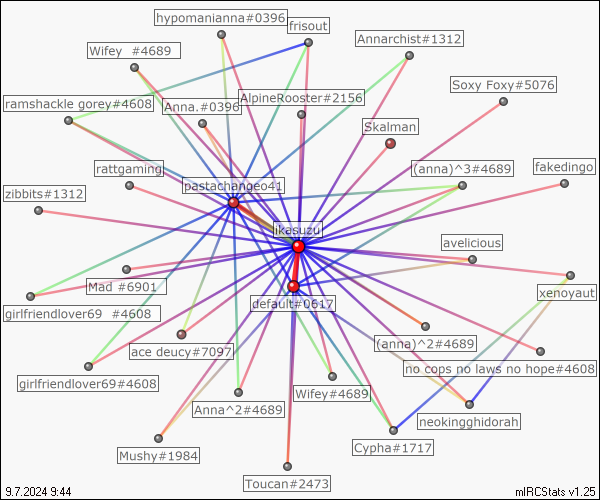 hypomanianna#0396
frisout
Annarchist#1312
Wifey  #4689
Soxy Foxy#5076
AlpineRooster#2156
ramshackle gorey#4608
Anna.#0396
Skalman
rattgaming
(anna)^3#4689
fakedingo
pastachangeo41
zibbits#1312
ikasuzu
avelicious
Mad #6901
xenoyaut
default#0617
girlfriendlover69  #4608
ace deucy#7097
(anna)^2#4689
no cops no laws no hope#4608
girlfriendlover69#4608
Wifey#4689
Anna^2#4689
neokingghidorah
Cypha#1717
Mushy#1984
Toucan#2473
9.7.2024 9:44
mIRCStats v1.25